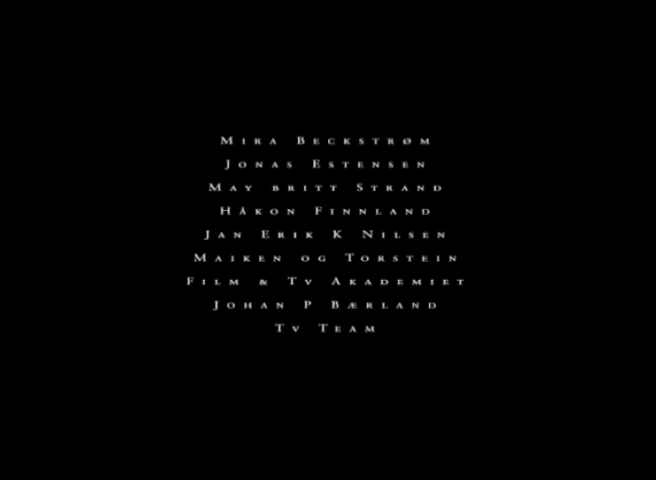 Mira Beckstrøm
Jonas Estensen
May britt Strand
Håkon Finnland
Jan Erik K Nilsen
Maiken og Torstein
Film & Tv Akademiet
Johan P Bærland
Tv Team